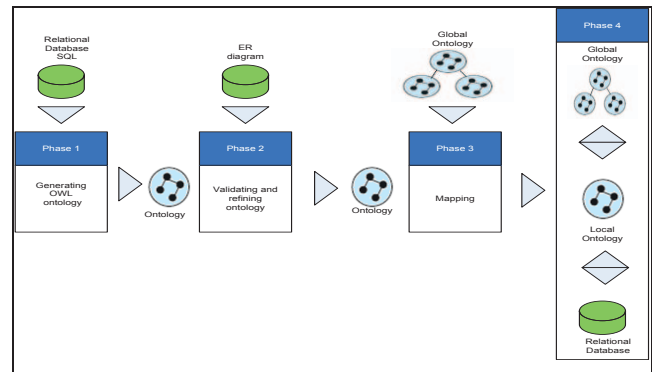 Relational
Database
SQL
Phase 1
Generating
OWL
ontology
Ontology
ER
diagram
Phase 2
Validating and
refining
ontology
Ontology
Global
Ontology
Phase 3
Mapping
Phase 4
Global
Ontology
Local
Ontology
Relational
Database